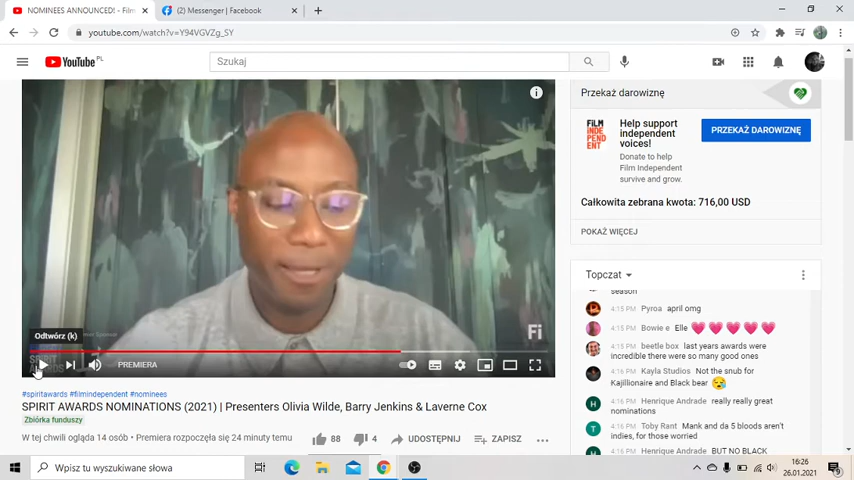 NOMINEES ANNOUNCED! - Film
(2) Messenger | Facebook
youtube.com/watch?v=Y94VGVZg_SY
YouTube PL
Szukaj
Fi
Odtwórz (k)
SPIRIT
AWARDS
PREMIERA
#spiritawards #filmindependent #nominees
SPIRIT AWARDS NOMINATIONS (2021) | Presenters Olivia Wilde, Barry Jenkins & Laverne Cox
Zbiórka funduszy
W tej chwili ogląda 14 osób • Premiera rozpoczęła się 24 minuty temu
88
4
UDOSTĘPNIJ
ZAPISZ
Przekaż darowiznę
FILM
INDEPENDENT
Help support
independent
voices!
PRZEKAŻ DAROWIZNĘ
Donate to help
Film Independent
survive and grow.
Całkowita zebrana kwota: 716,00 USD
POKAŻ WIĘCEJ
Topczat
season
4:15 PM Pyroa april omg
4:15 PM Bowie e Elle
4:15 PM beetle box last years awards were
incredible there were so many good ones
4:16 PM Kayla Studios Not the snub for
Kajillionaire and Black bear
4:16 PM Henrique Andrade really really great
nominations
4:16 PM Toby Rant Mank and da 5 bloods aren't
indies, for those worried
4:16 PM Henrique Andrade BUT NO BLACK
Wpisz tu wyszukiwane słowa
16:26
26.01.2021